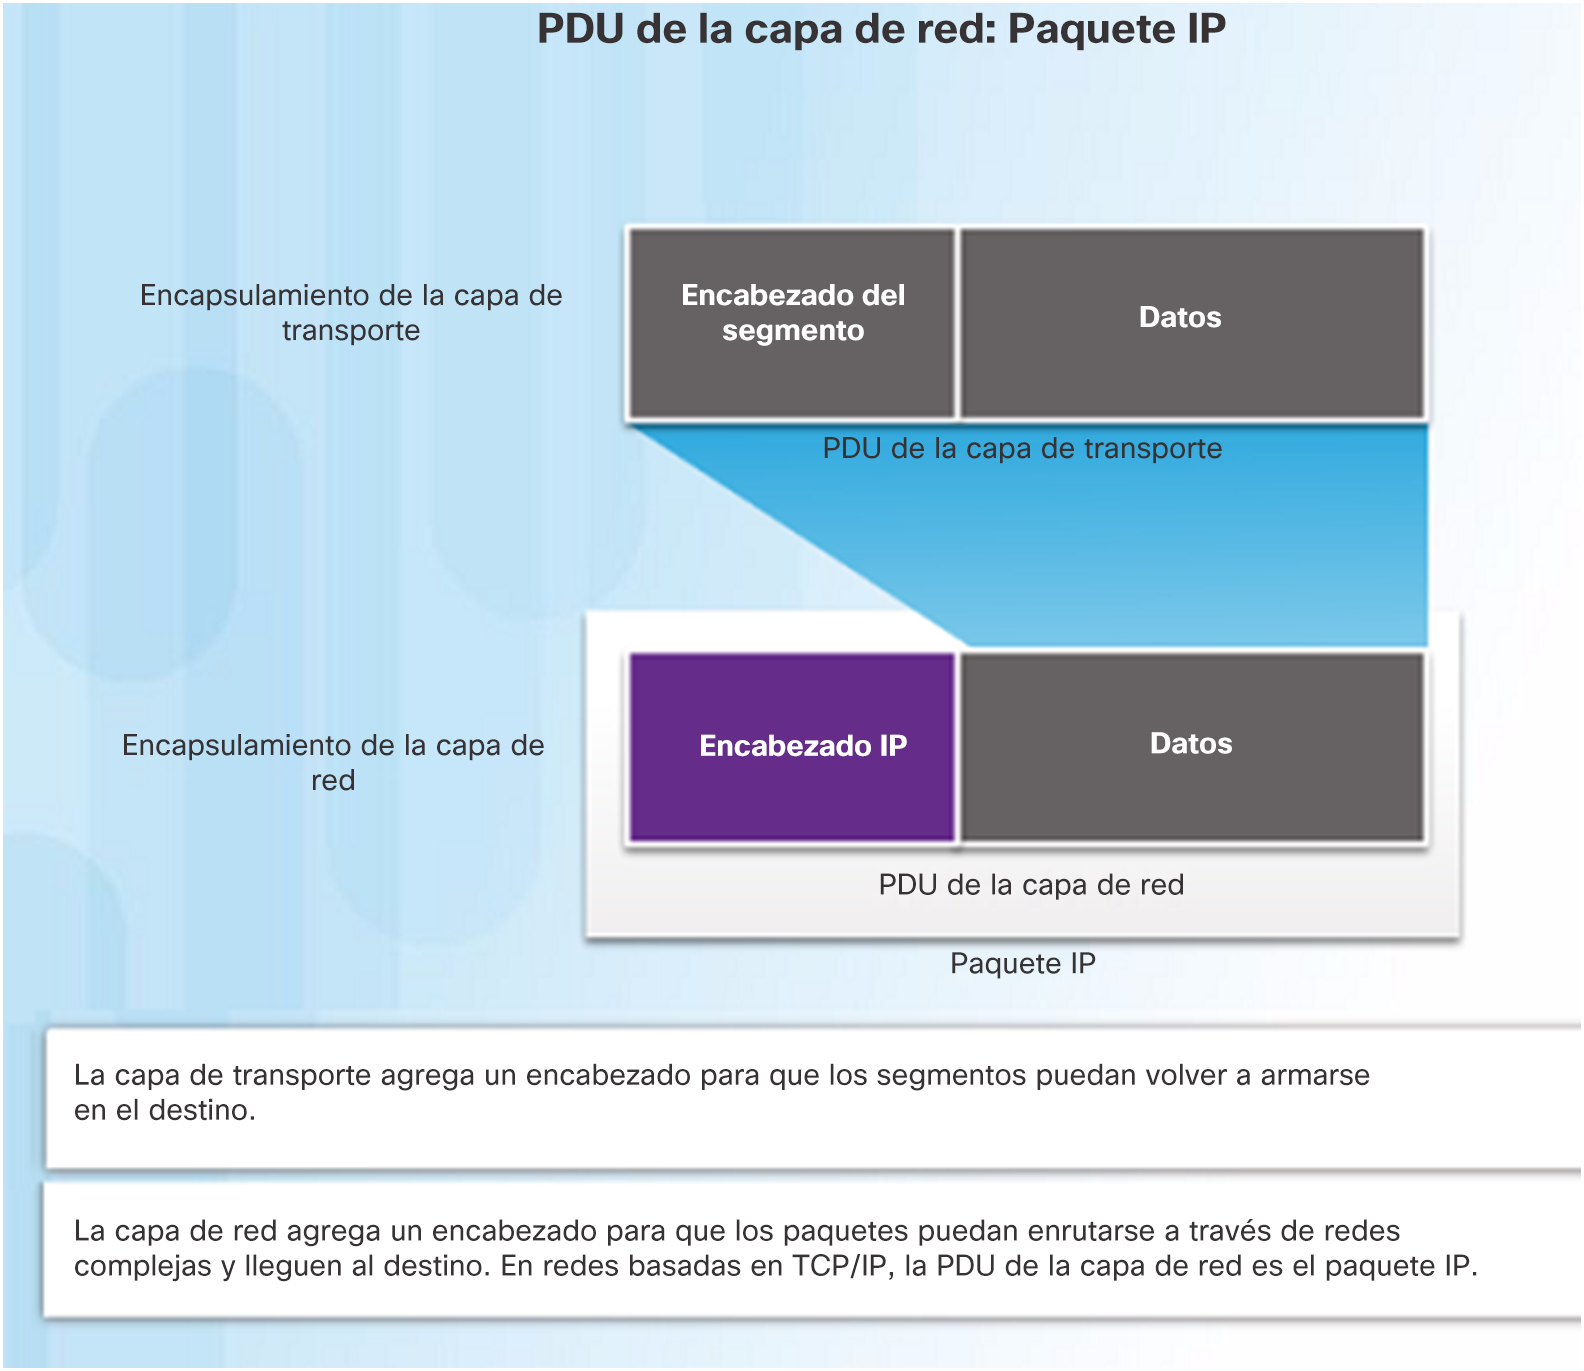 PDU de la capa de red: Paquete IP
Encapsulamiento de la capa de
transporte
Encabezado del
segmento
Datos
PDU de la capa de transporte
Encapsulamiento de la capa de
red
Encabezado IP
Datos
PDU de la capa de red
Paquete IP
La capa de transporte agrega un encabezado para que los segmentos puedan volver a armarse
en el destino.
La capa de red agrega un encabezado para que los paquetes puedan enrutarse a través de redes
complejas y lleguen al destino. En redes basadas en TCP/IP, la PDU de la capa de red es el paquete IP.